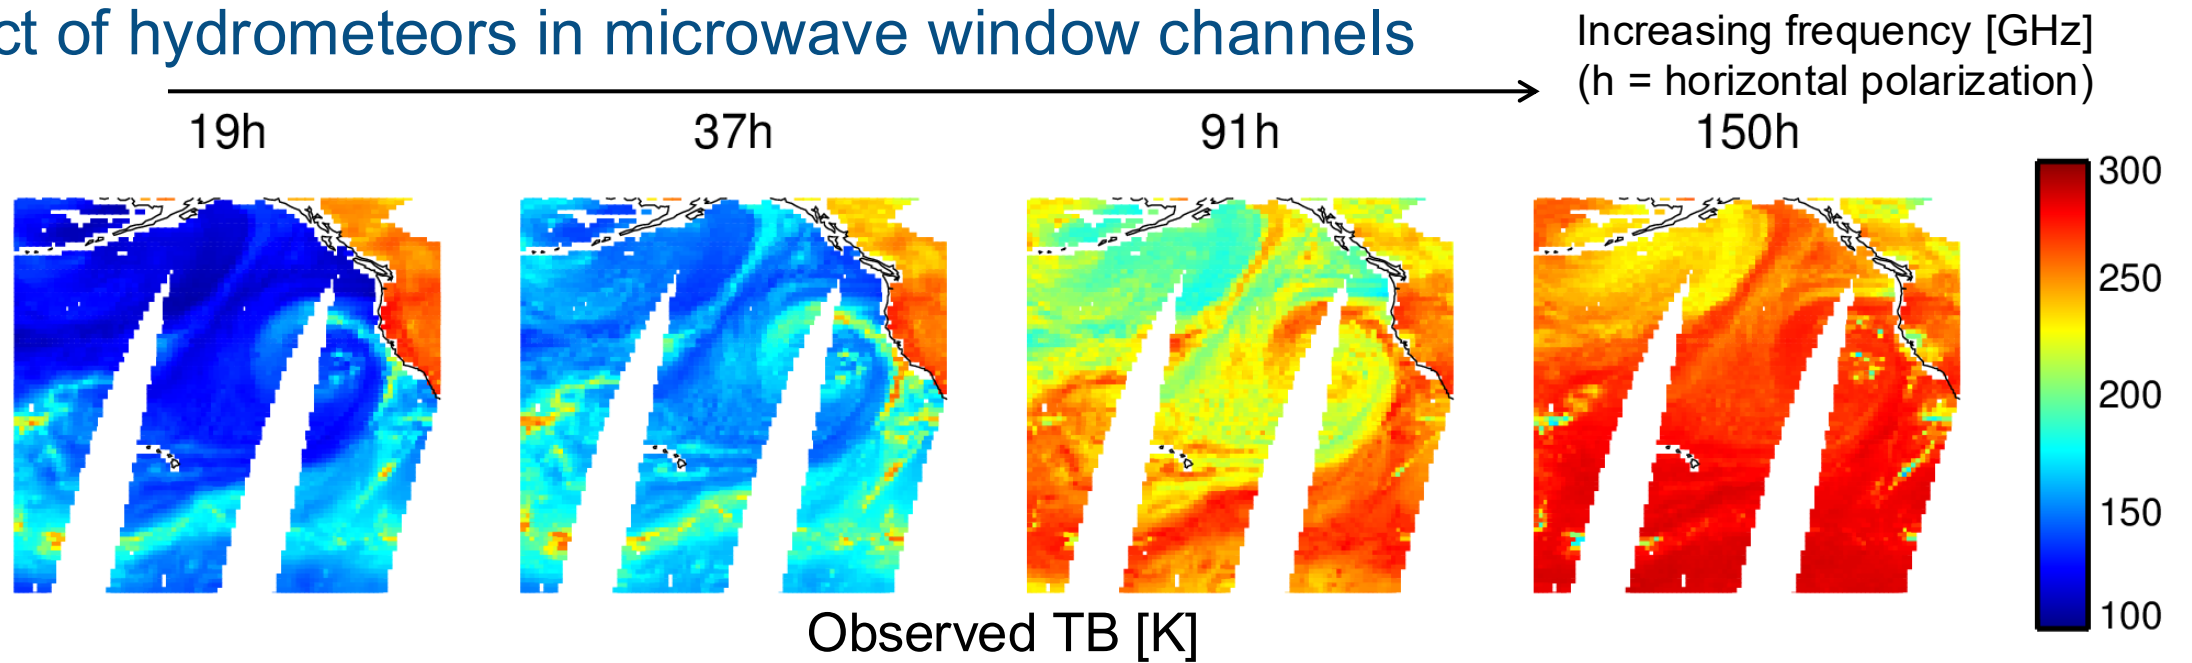 ct of hydrometeors in microwave window channels
Increasing frequency [GHz]
(h = horizontal polarization)
19h
37h
91h
150h
300
250
200
150
100
Observed TB [K]